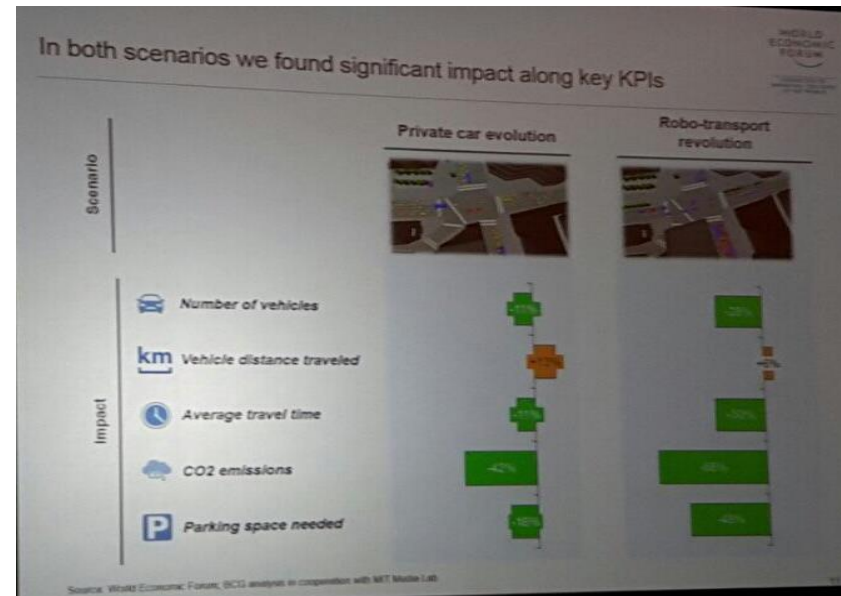 In both scenarios we found significant impact along key KPIs
WORLD
ECONOMIC
FORUM
Private car evolution
Robo-transport
revolution
Scenario
Impact
Number of vehicles
-11%
km Vehicle distance traveled
Average travel time
-11%
CO2 emissions
-42%
P Parking space needed
Source: World Economic Forum; BCG analysis in cooperation with MIT Media Lab